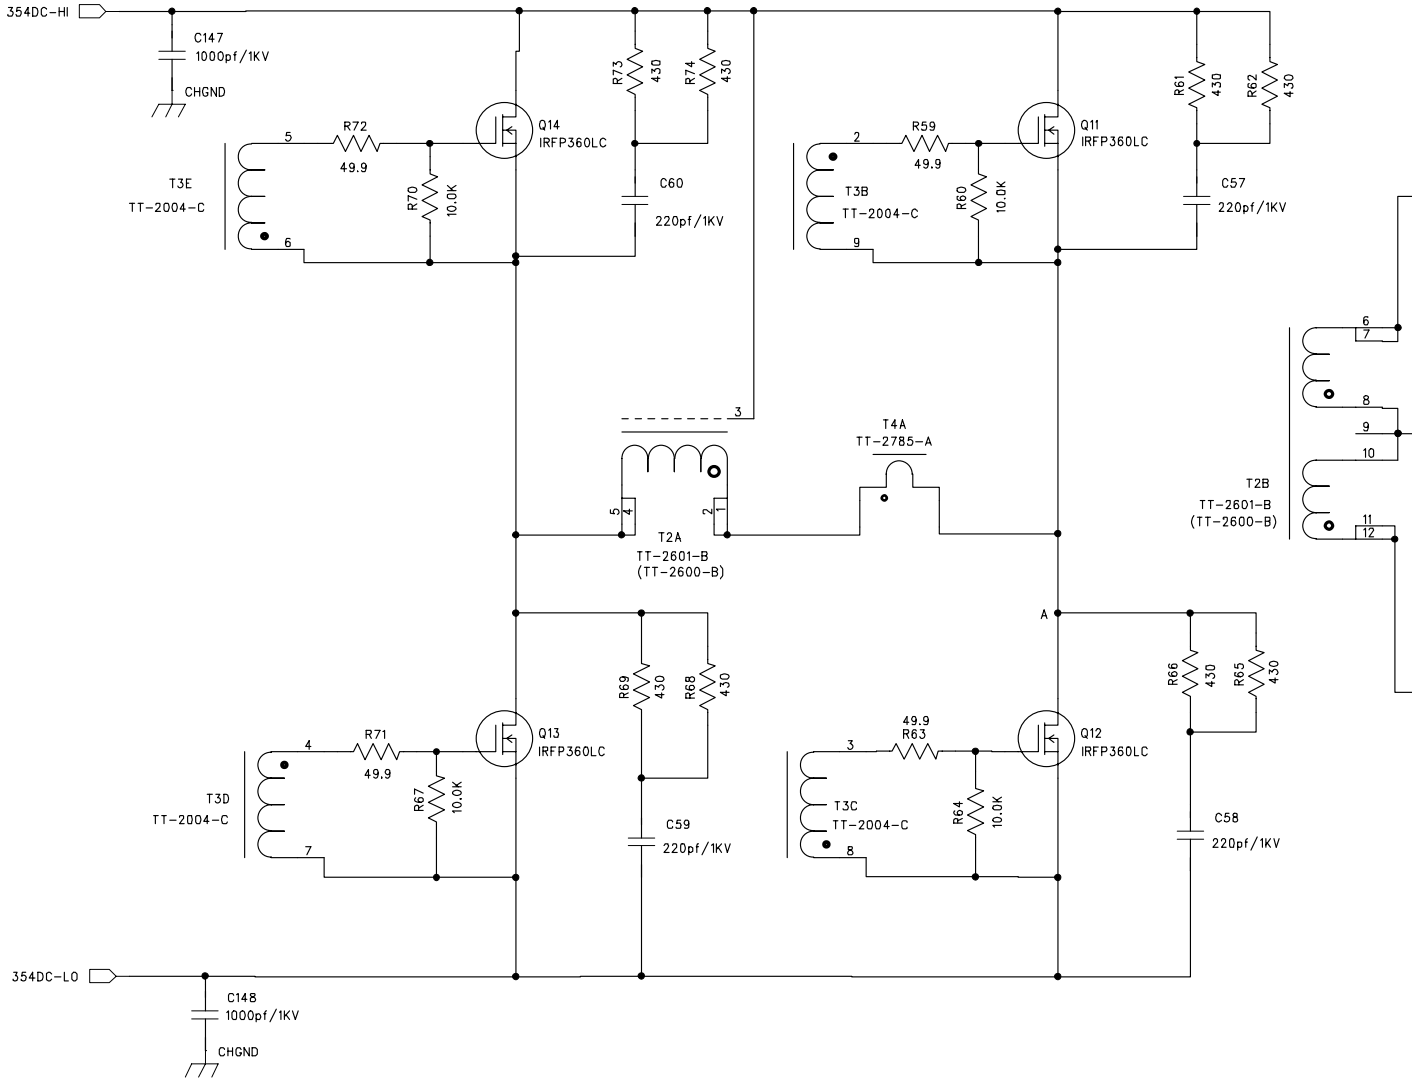 354DC-HI
C147
1000pf/1KV
CHGND
R73
430
R74
430
R61
430
R62
430
5
R72
49.9
Q14
IRFP360LC
T3E
TT-2004-C
R70
10.0K
6
C60
220pf/1KV
2
R59
49.9
Q11
IRFP360LC
T3B
TT-2004-C
R60
10.0K
9
C57
220pf/1KV
3
5
4
2
1
T2A
TT-2601-B
(TT-2600-B)
T4A
TT-2785-A
6
7
8
9
10
11
12
T2B
TT-2601-B
(TT-2600-B)
A
R69
430
R68
430
R66
430
R65
430
4
R71
49.9
Q13
IRFP360LC
T3D
TT-2004-C
R67
10.0K
7
C59
220pf/1KV
3
49.9
R63
Q12
IRFP360LC
T3C
TT-2004-C
R64
10.0K
8
C58
220pf/1KV
354DC-LO
C148
1000pf/1KV
CHGND